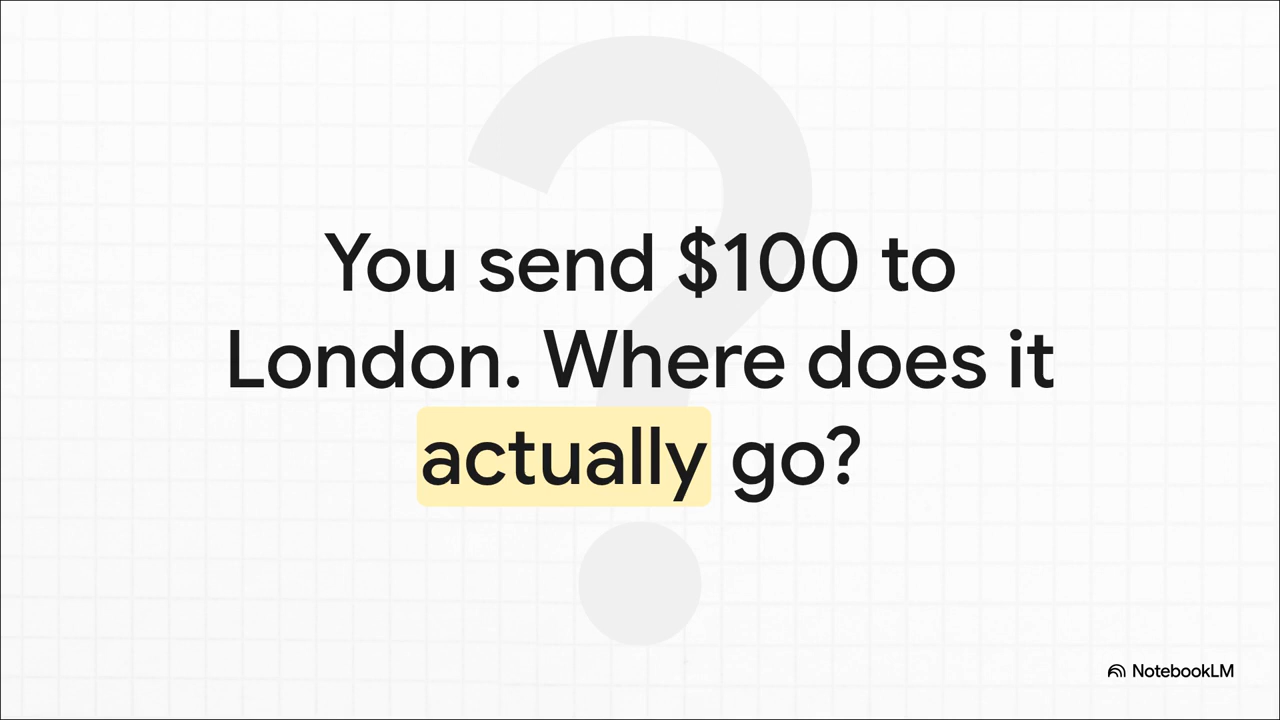 You send $100 to
London. Where does it
actually go?
NotebookLM